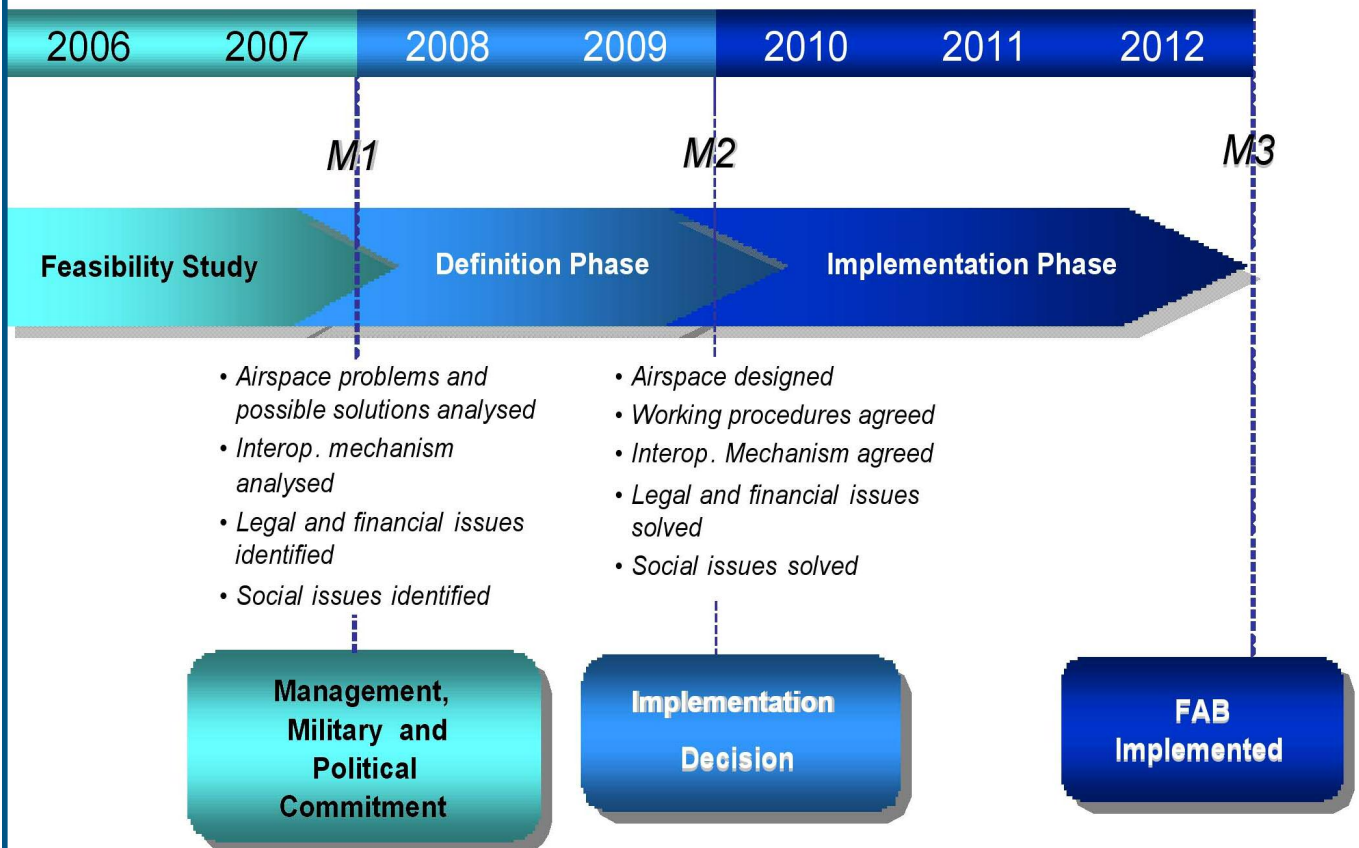 2006 2007 2008 2009 2010 2011 2012
M1 M2 M3
Feasibility Study Definition Phase Implementation Phase
• Airspace problems and
possible solutions analysed
• Interop. mechanism
analysed
• Legal and financial issues
identified
• Social issues identified
• Airspace designed
• Working procedures agreed
• Interop. Mechanism agreed
• Legal and financial issues
solved
• Social issues solved
Management,
Military and
Political
Commitment
Implementation
Decision
FAB
Implemented